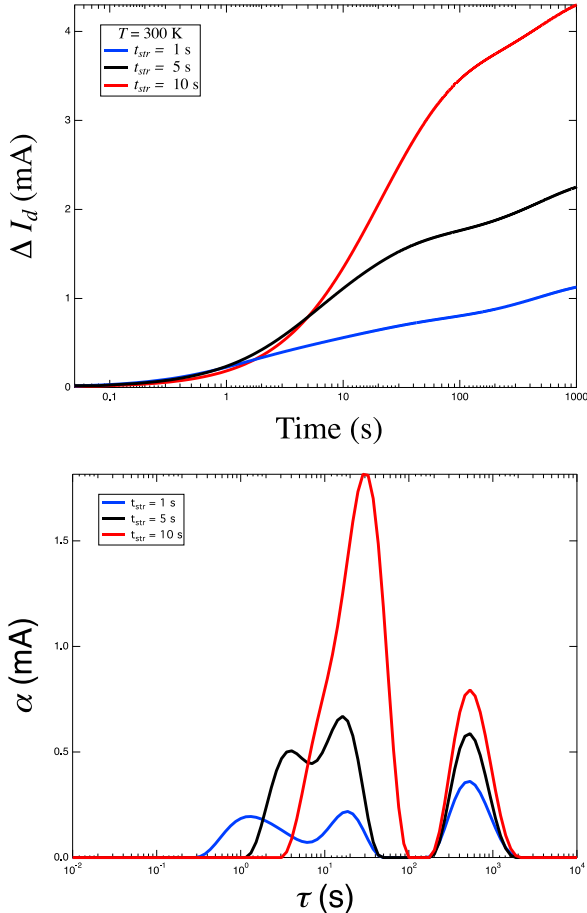 T = 300 K
t_str = 1 s
t_str = 5 s
t_str = 10 s
4
3
2
1
0
Δ I_d (mA)
0.1 1 10 100 1000
Time (s)
t_str = 1 s
t_str = 5 s
t_str = 10 s
1.5
1.0
0.5
0.0
α (mA)
10^-2 10^-1 10^0 10^1 10^2 10^3 10^4
τ (s)